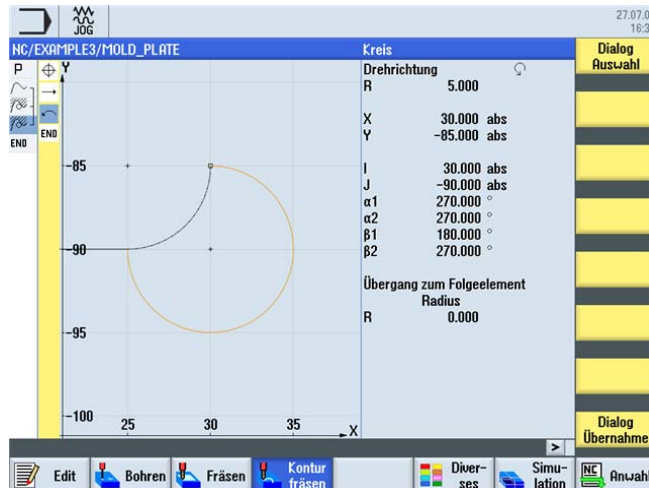 JOG
27.07.0
16:3
NC/EXAMPLE3/MOLD_PLATE
Kreis
Dialog
Auswahl
P
END
END
Y
-85
-90
-95
-100
25
30
35
X
Drehrichtung
R 5.000
X 30.000 abs
Y -85.000 abs
I 30.000 abs
J -90.000 abs
α1 270.000 °
α2 270.000 °
β1 180.000 °
β2 270.000 °
Übergang zum Folgeelement
Radius
R 0.000
Dialog
Übernahme
>
Edit
Bohren
Fräsen
Kontur
fräsen
Diver-
ses
Simu-
lation
NC
Anwahl